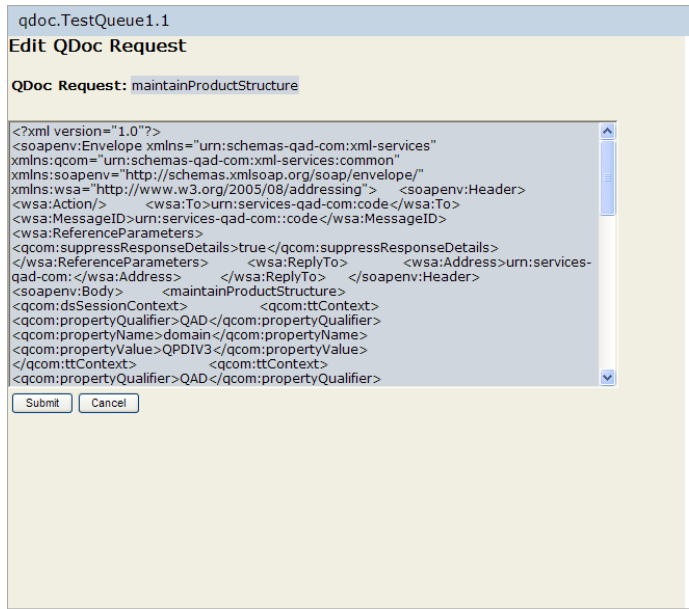 qdoc.TestQueue1.1
Edit QDoc Request
QDoc Request: maintainProductStructure
<?xml version="1.0"?>
<soapenv:Envelope xmlns="urn:schemas-qad-com:xml-services"
xmlns:qcom="urn:schemas-qad-com:xml-services:common"
xmlns:soapenv="http://schemas.xmlsoap.org/soap/envelope/"
xmlns:wsa="http://www.w3.org/2005/08/addressing"> <soapenv:Header>
<wsa:Action/> <wsa:To>urn:services-qad-com:code</wsa:To>
<wsa:MessageID>urn:services-qad-com::code</wsa:MessageID>
<wsa:ReferenceParameters>
<qcom:suppressResponseDetails>true</qcom:suppressResponseDetails>
</wsa:ReferenceParameters> <wsa:ReplyTo> <wsa:Address>urn:services-
qad-com:</wsa:Address> </wsa:ReplyTo> </soapenv:Header>
<soapenv:Body> <maintainProductStructure>
<qcom:dsSessionContext> <qcom:ttContext>
<qcom:propertyQualifier>QAD</qcom:propertyQualifier>
<qcom:propertyName>domain</qcom:propertyName>
<qcom:propertyValue>QPDIV3</qcom:propertyValue>
</qcom:ttContext> <qcom:ttContext>
<qcom:propertyQualifier>QAD</qcom:propertyQualifier>
Submit Cancel